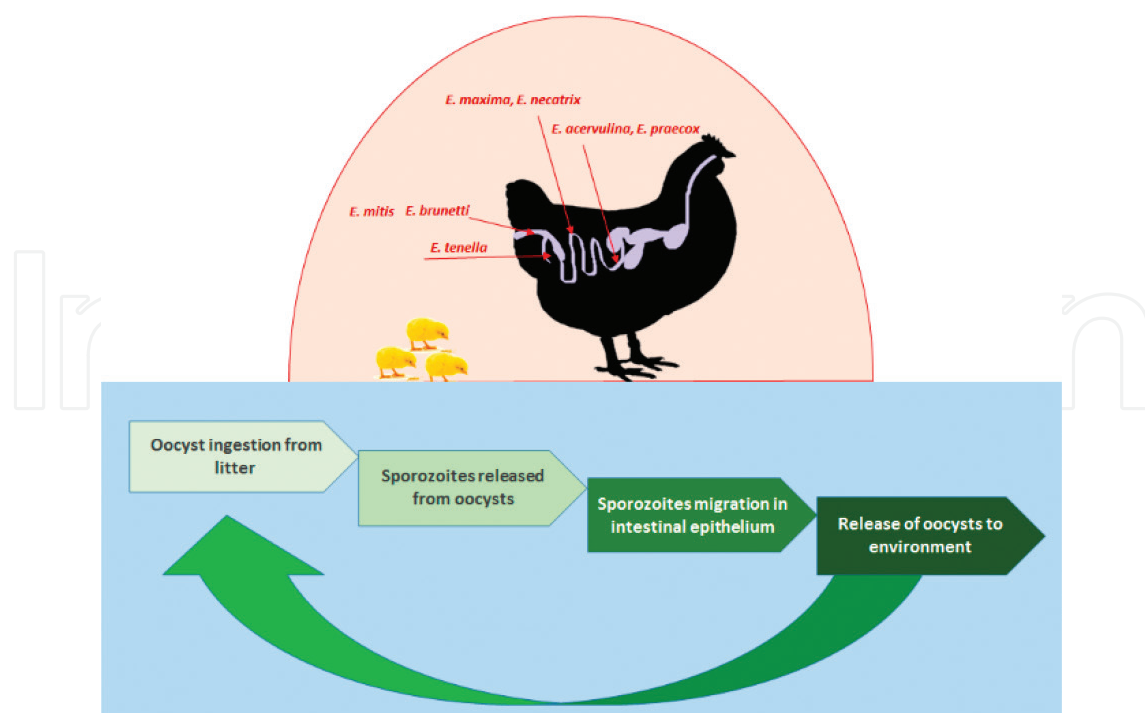 E. maxima, E. necatrix
E. acervulina, E. praecox
E. mitis E. brunetti
E. tenella
Oocyst ingestion from
litter
Sporozoites released
from oocysts
Sporozoites migration in
intestinal epithelium
Release of oocysts to
environment